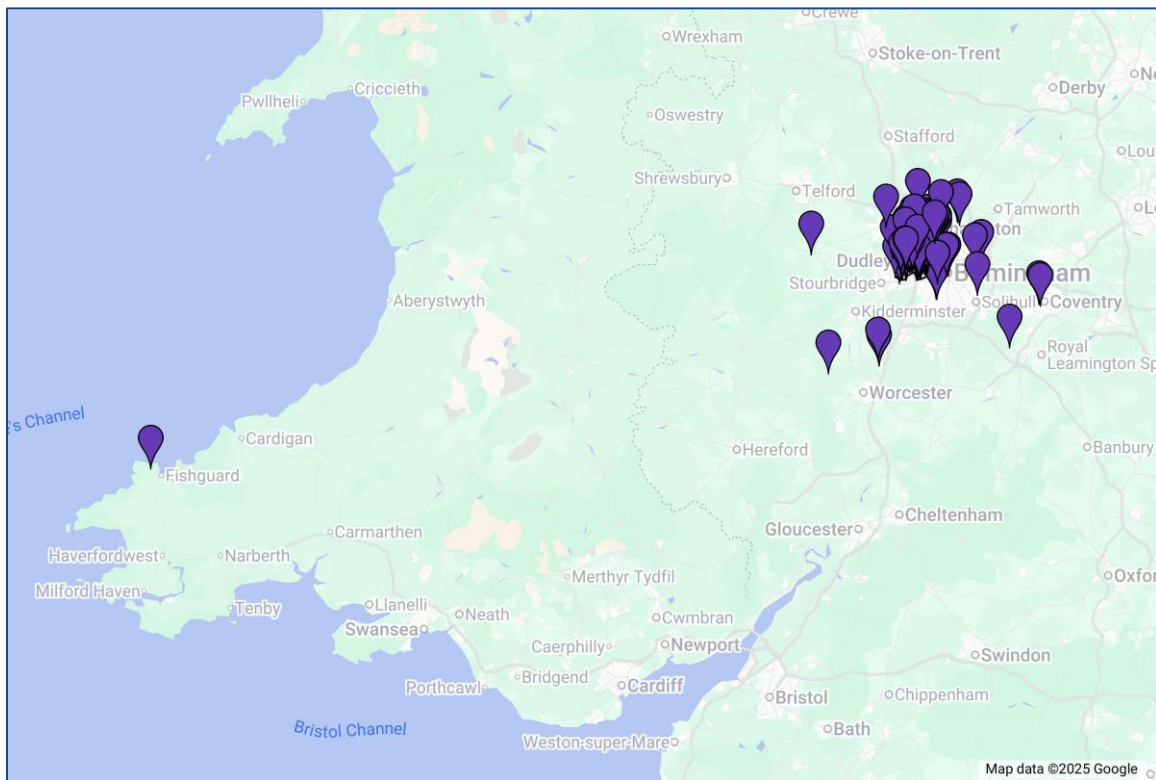 Crewe
Wrexham
Stoke-on-Trent
Derby
Criccieth
Pwllheli
Oswestry
Stafford
Shrewsbury
Telford
Tamworth
Dudley
Birmingham
Stourbridge
Aberystwyth
Solihull
Coventry
Kidderminster
Royal
Leamington Sp
Worcester
's Channel
Cardigan
Banbury
Hereford
Fishguard
Cheltenham
Gloucester
Carmarthen
Haverfordwest
Narberth
Merthyr Tydfil
Oxfor
Milford Haven
Tenby
Llanelli
Neath
Cwmbran
Swansea
Caerphilly
Newport
Swindon
Bridgend
Porthcawl
Cardiff
Bristol
Chippenham
Bristol Channel
Bath
Weston-super-Mare
Map data ©2025 Google